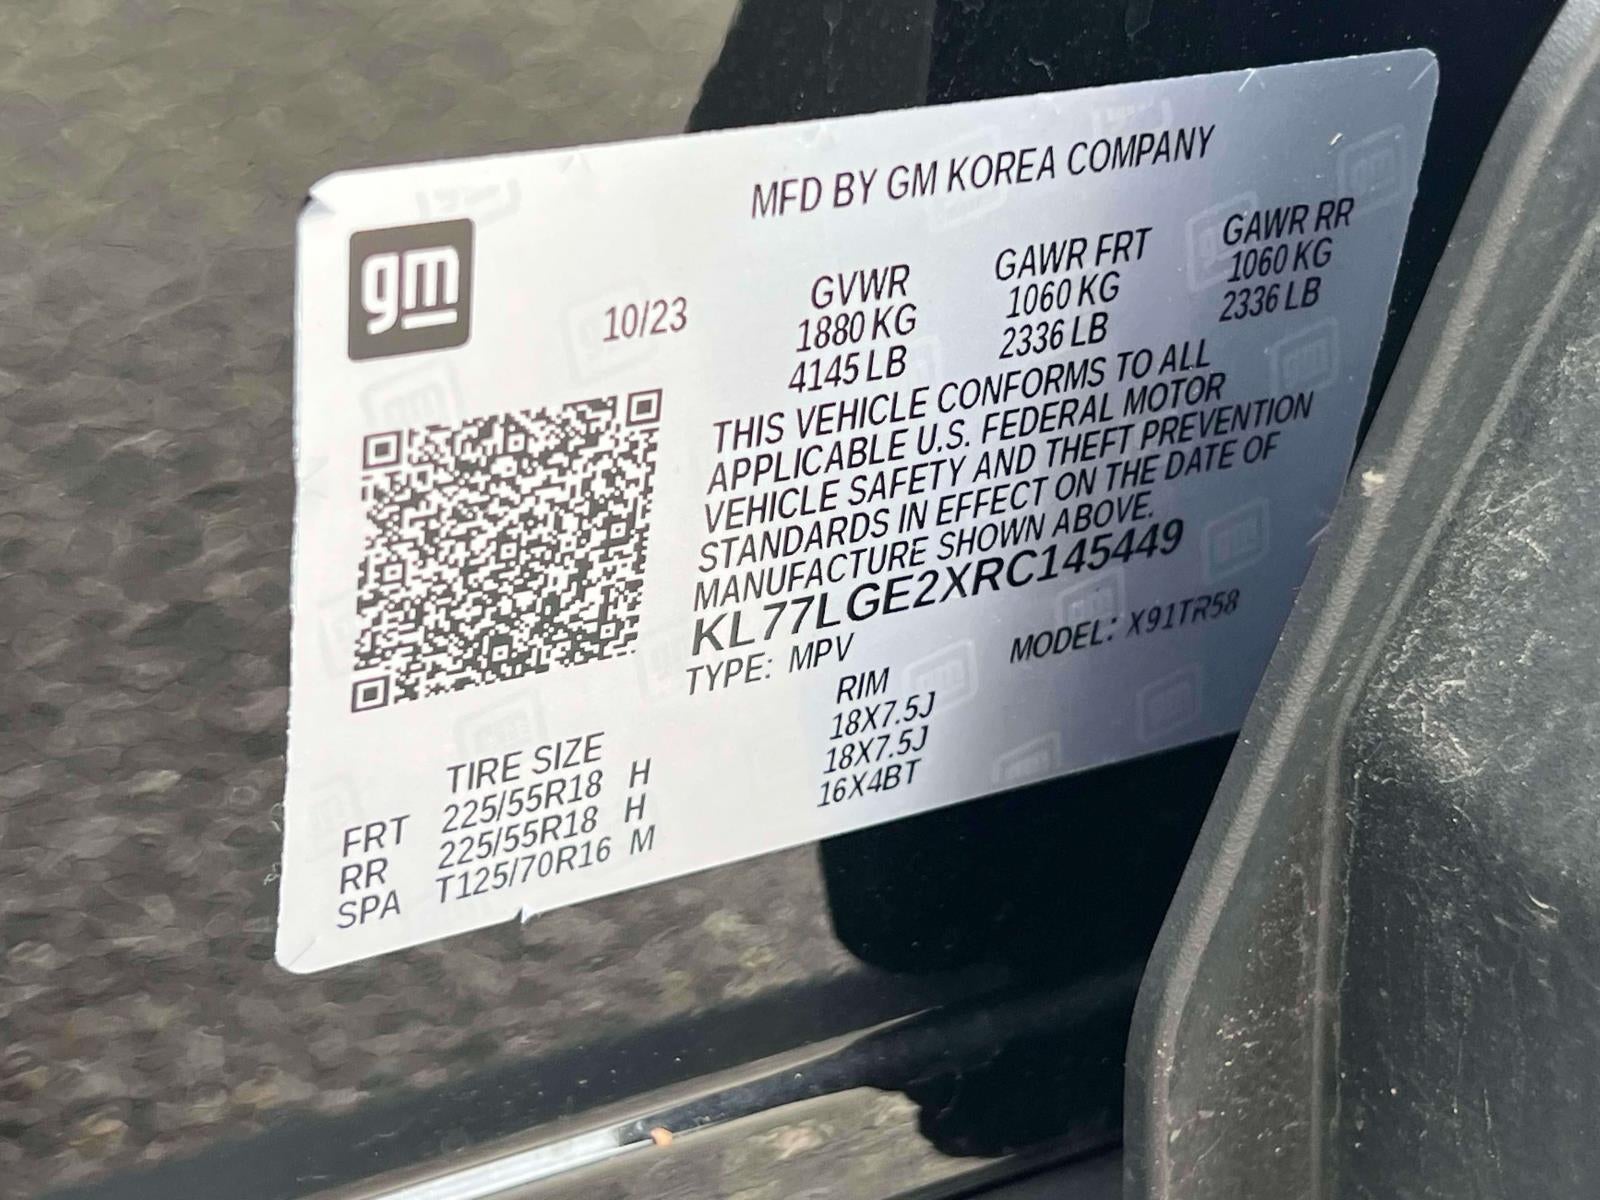 MFD BY GM KOREA COMPANY
gm
10/23
GVWR GAWR FRT GAWR RR
1880 KG 1060 KG 1060 KG
4145 LB 2336 LB 2336 LB
THIS VEHICLE CONFORMS TO ALL
APPLICABLE U.S. FEDERAL MOTOR
VEHICLE SAFETY AND THEFT PREVENTION
STANDARDS IN EFFECT ON THE DATE OF
MANUFACTURE SHOWN ABOVE.
KL77LGE2XRC145449
TYPE: MPV MODEL: X91TR58
TIRE SIZE RIM
FRT 225/55R18 H 18X7.5J
RR 225/55R18 H 18X7.5J
SPA T125/70R16 M 16X4BT